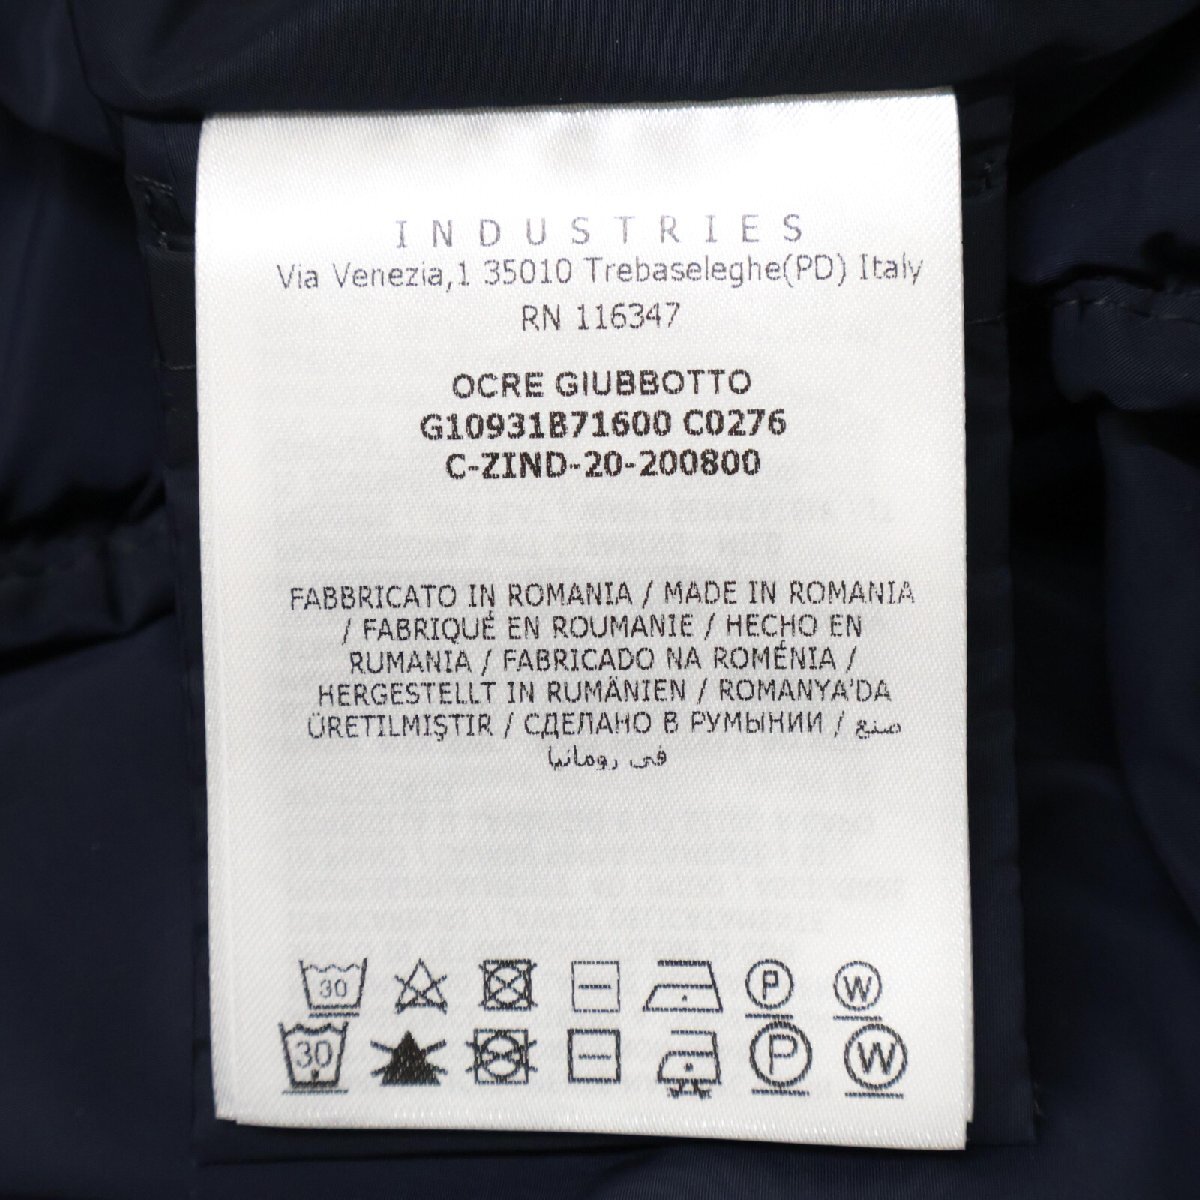 INDUSTRIES
Via Venezia,1 35010 Trebaseleghe(PD) Italy
RN 116347
OCRE GIUBBOTTO
G10931B71600 C0276
C-ZIND-20-200800
FABBRICATO IN ROMANIA / MADE IN ROMANIA
/ FABRIQUÉ EN ROUMANIE / HECHO EN
RUMANIA / FABRICADO NA ROMÉNIA /
HERGESTELLT IN RUMÄNIEN / ROMANYA'DA
ÜRETILMIŞTIR / СДЕЛАНО В РУМЫНИИ / صنع
في رومانيا
30 P W
30 P W